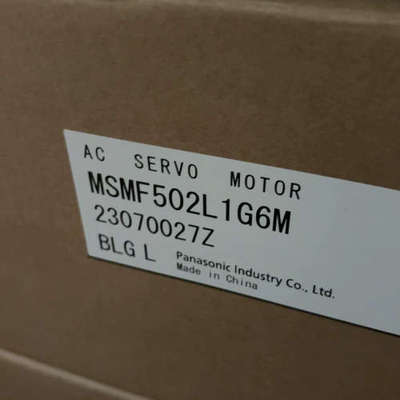 AC SERVO MOTOR
MSMF502L1G6M
23070027Z
BLG L Panasonic Industry Co., Ltd.
Made in China